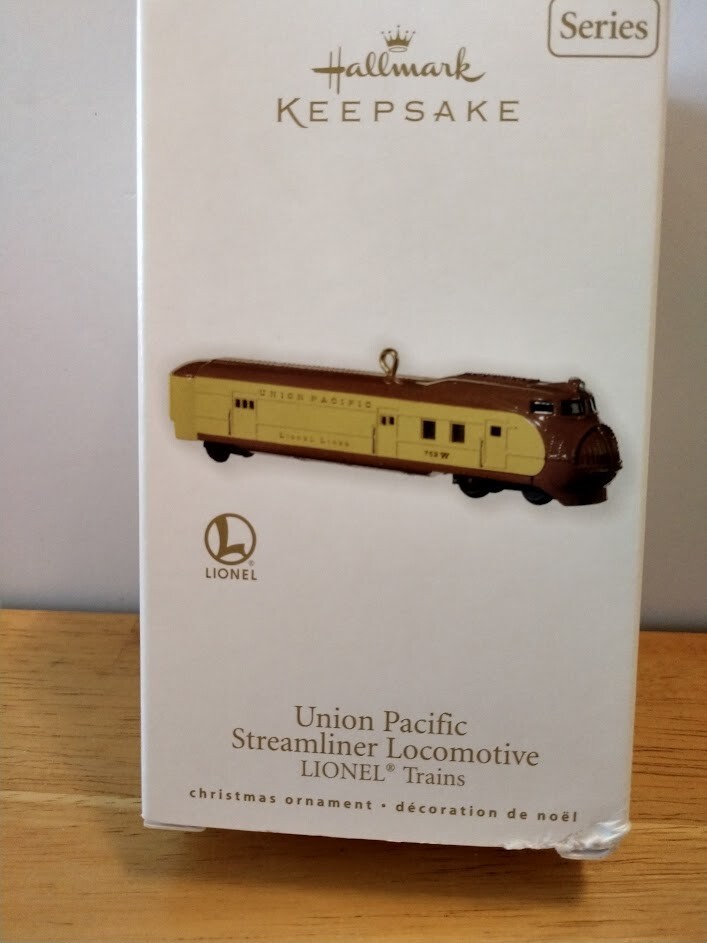 Series
Hallmark
KEEPSAKE
UNION PACIFIC
Lionel Lines
752 W
L
®
LIONEL
Union Pacific
Streamliner Locomotive
LIONEL® Trains
christmas ornament • décoration de noël